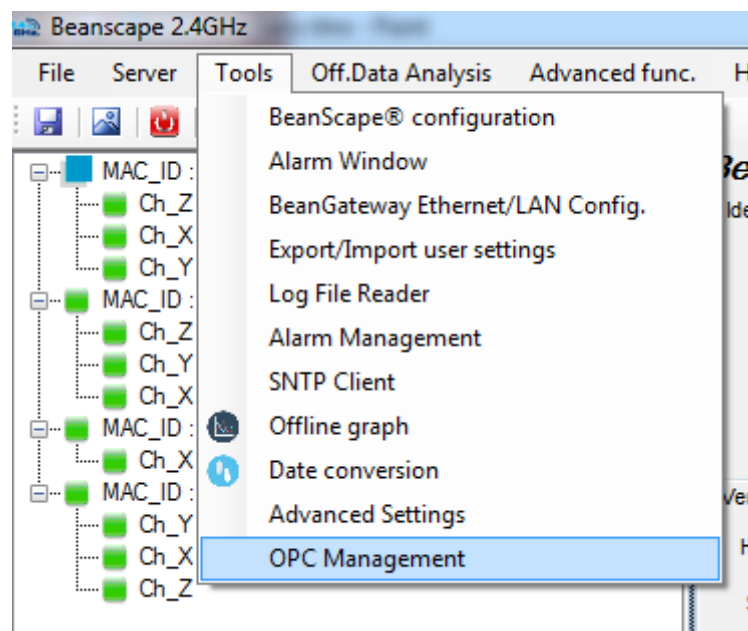 Beanscape 2.4GHz
File Server Tools Off.Data Analysis Advanced func.
BeanScape® configuration
Alarm Window
BeanGateway Ethernet/LAN Config.
Export/Import user settings
Log File Reader
Alarm Management
SNTP Client
Offline graph
Date conversion
Advanced Settings
OPC Management
MAC_ID :
Ch_Z
Ch_X
Ch_Y
MAC_ID :
Ch_Z
Ch_Y
Ch_X
MAC_ID :
Ch_X
MAC_ID :
Ch_Y
Ch_X
Ch_Z